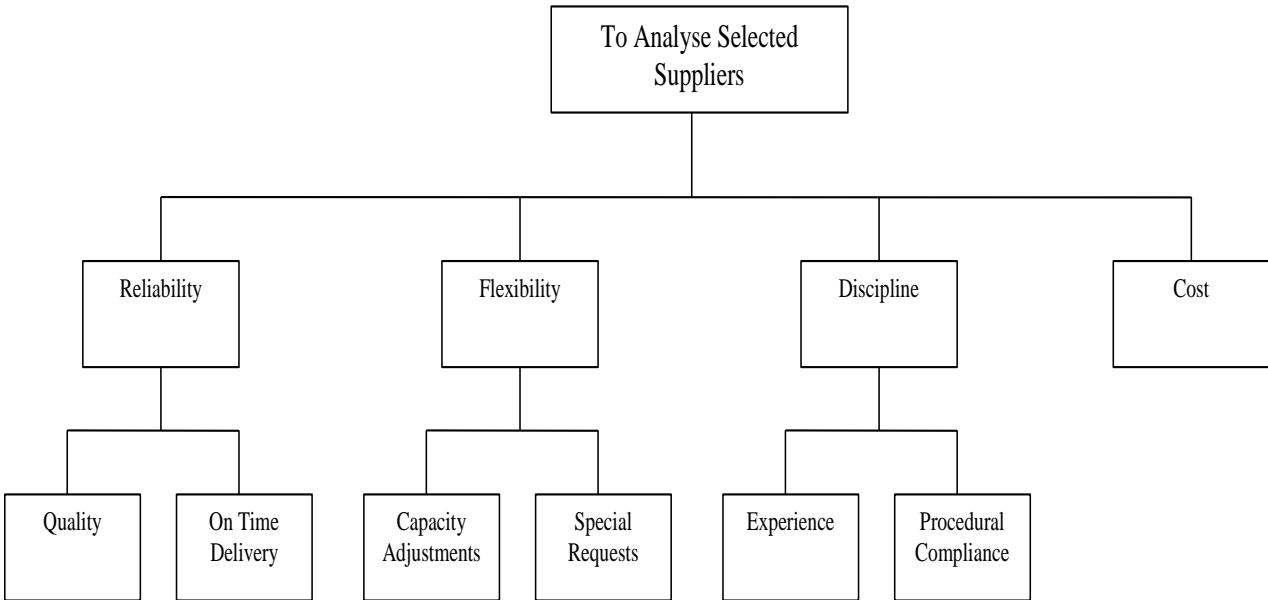 To Analyse Selected
Suppliers
Reliability
Flexibility
Discipline
Cost
Quality
On Time
Delivery
Capacity
Adjustments
Special
Requests
Experience
Procedural
Compliance